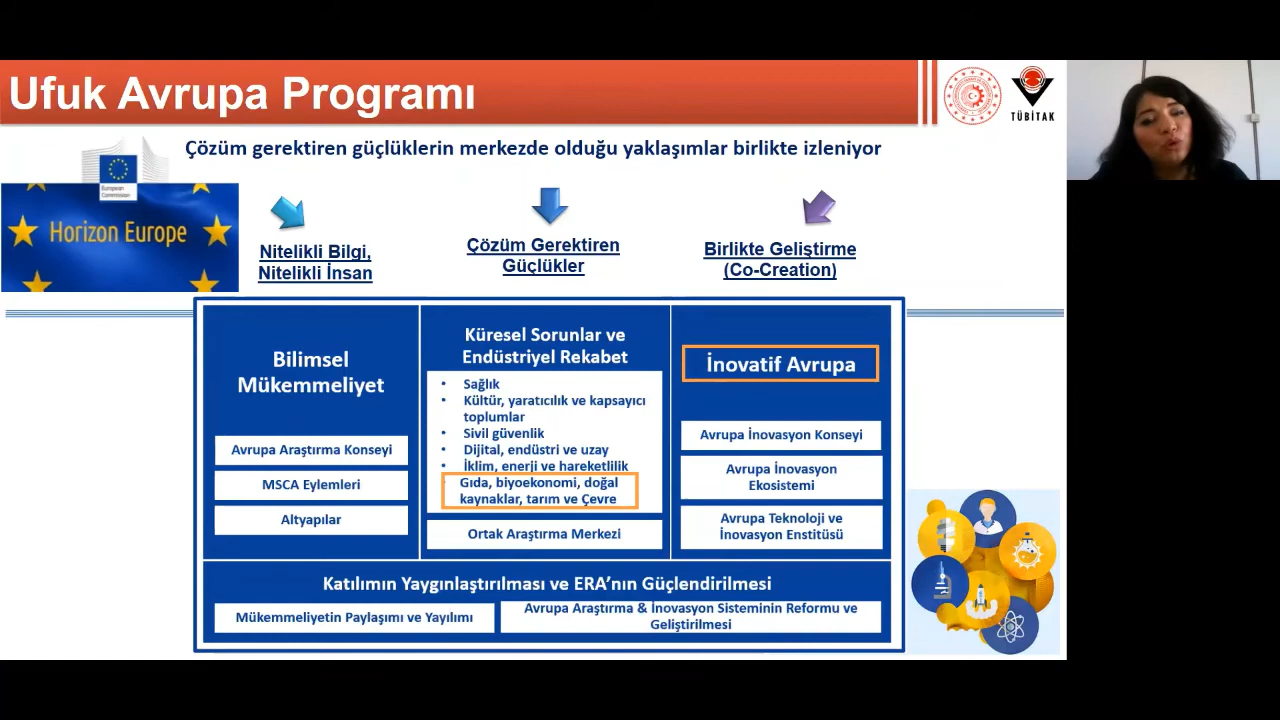 Ufuk Avrupa Programı
TÜBİTAK
Çözüm gerektiren güçlüklerin merkezde olduğu yaklaşımlar birlikte izleniyor
European
Commission
Horizon Europe
Nitelikli Bilgi,
Nitelikli İnsan
Çözüm Gerektiren
Güçlükler
Birlikte Geliştirme
(Co-Creation)
Bilimsel
Mükemmeliyet
Avrupa Araştırma Konseyi
MSCA Eylemleri
Altyapılar
Küresel Sorunlar ve
Endüstriyel Rekabet
• Sağlık
• Kültür, yaratıcılık ve kapsayıcı
toplumlar
• Sivil güvenlik
• Dijital, endüstri ve uzay
• İklim, enerji ve hareketlilik
Gıda, biyoekonomi, doğal
kaynaklar, tarım ve Çevre
Ortak Araştırma Merkezi
İnovatif Avrupa
Avrupa İnovasyon Konseyi
Avrupa İnovasyon
Ekosistemi
Avrupa Teknoloji ve
İnovasyon Enstitüsü
Katılımın Yaygınlaştırılması ve ERA’nın Güçlendirilmesi
Mükemmeliyetin Paylaşımı ve Yayılımı
Avrupa Araştırma & İnovasyon Sisteminin Reformu ve
Geliştirilmesi